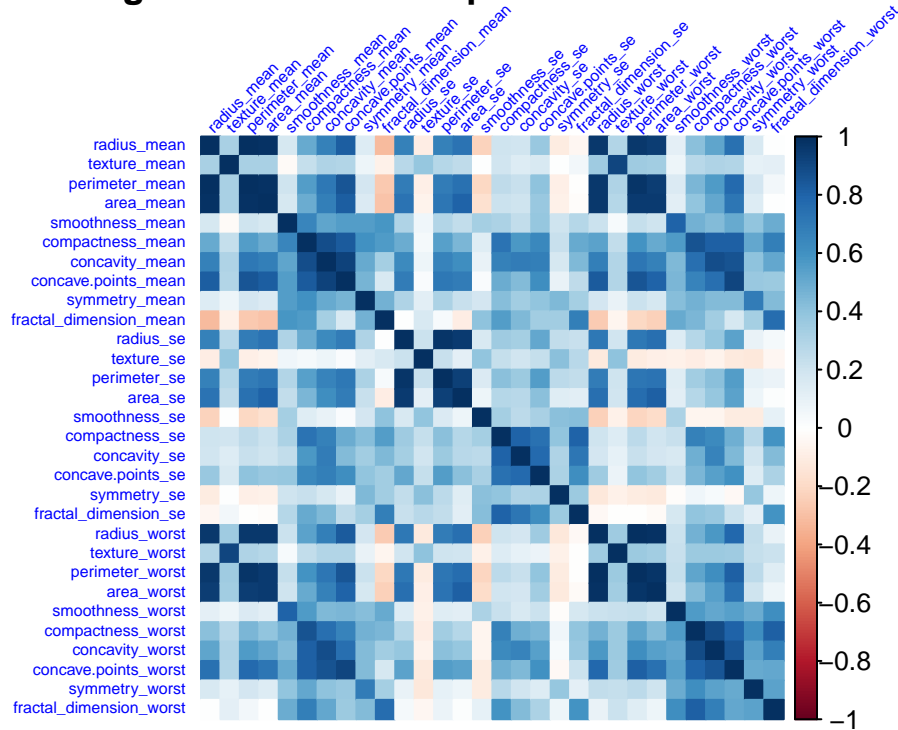 radius_mean
texture_mean
perimeter_mean
area_mean
smoothness_mean
compactness_mean
concavity_mean
concave.points_mean
symmetry_mean
fractal_dimension_mean
radius_se
texture_se
perimeter_se
area_se
smoothness_se
compactness_se
concavity_se
concave.points_se
symmetry_se
fractal_dimension_se
radius_worst
texture_worst
perimeter_worst
area_worst
smoothness_worst
compactness_worst
concavity_worst
concave.points_worst
symmetry_worst
fractal_dimension_worst
radius_mean
texture_mean
perimeter_mean
area_mean
smoothness_mean
compactness_mean
concavity_mean
concave.points_mean
symmetry_mean
fractal_dimension_mean
radius_se
texture_se
perimeter_se
area_se
smoothness_se
compactness_se
concavity_se
concave.points_se
symmetry_se
fractal_dimension_se
radius_worst
texture_worst
perimeter_worst
area_worst
smoothness_worst
compactness_worst
concavity_worst
concave.points_worst
symmetry_worst
fractal_dimension_worst
1
0.8
0.6
0.4
0.2
0
−0.2
−0.4
−0.6
−0.8
−1